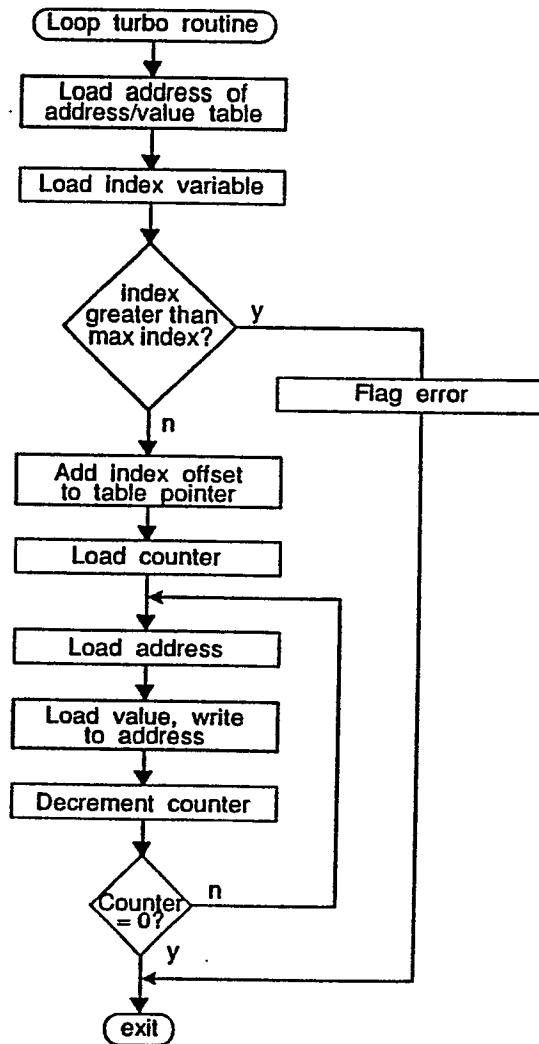 Loop turbo routine
Load address of
address/value table
Load index variable
index
greater than
max index?
y
Flag error
n
Add index offset
to table pointer
Load counter
Load address
Load value, write
to address
Decrement counter
Counter
= 0?
n
y
exit